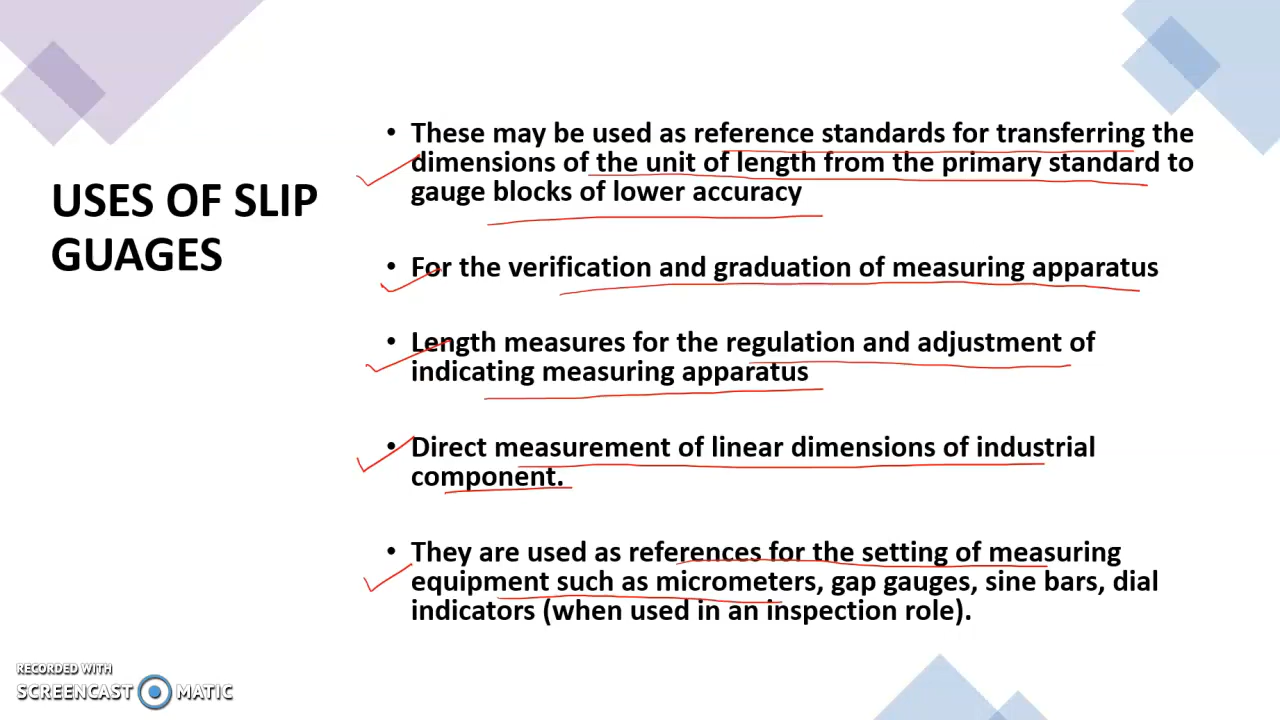 USES OF SLIP
GUAGES
• These may be used as reference standards for transferring the
dimensions of the unit of length from the primary standard to
gauge blocks of lower accuracy
• For the verification and graduation of measuring apparatus
• Length measures for the regulation and adjustment of
indicating measuring apparatus
• Direct measurement of linear dimensions of industrial
component.
• They are used as references for the setting of measuring
equipment such as micrometers, gap gauges, sine bars, dial
indicators (when used in an inspection role).
RECORDED WITH
SCREENCAST MATIC